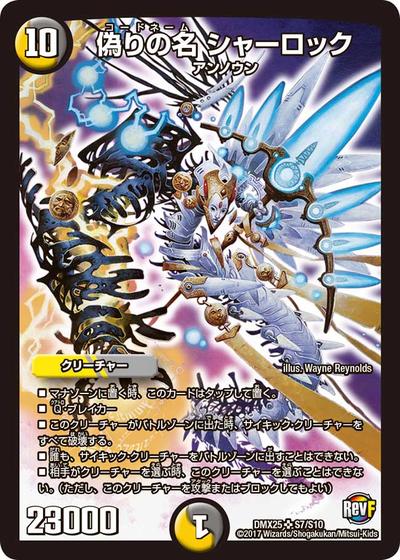 コードネーム
10 偽りの名 シャーロック
アンノウン
クリーチャー
illus. Wayne Reynolds
■ マナゾーンに置く時、このカードはタップして置く。
■ Q・ブレイカー
■ このクリーチャーがバトルゾーンに出た時、サイキック・クリーチャーを
すべて破壊する。
■ 誰も、サイキック・クリーチャーをバトルゾーンに出すことはできない。
■ 相手がクリーチャーを選ぶ時、このクリーチャーを選ぶことはでき
ない。(ただし、このクリーチャーを攻撃またはブロックしてもよい)
RevF
23000
1
DMX25 S7/S10
©2017 Wizards/Shogakukan/Mitsui-Kids